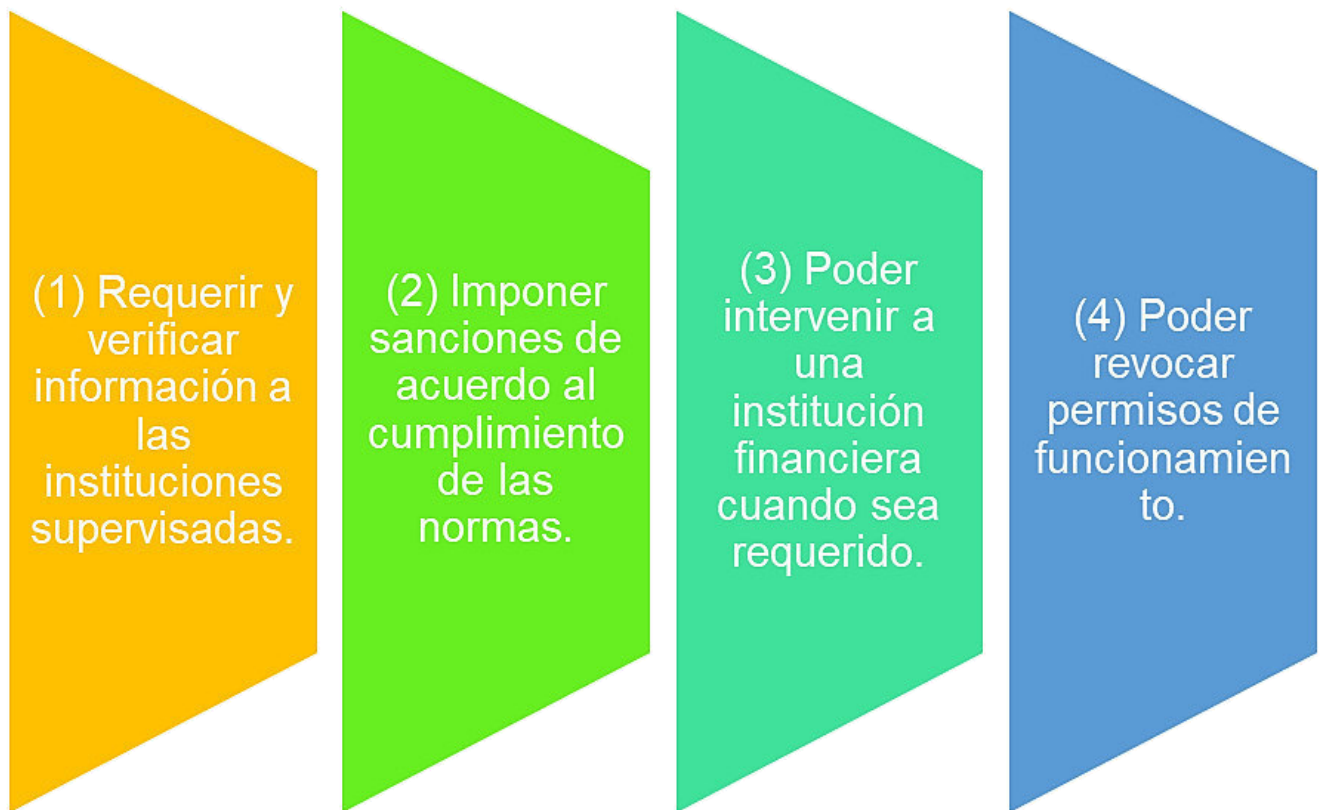 (1) Requerir y
verificar
información a
las
instituciones
supervisadas.
(2) Imponer
sanciones de
acuerdo al
cumplimiento
de las
normas.
(3) Poder
intervenir a
una
institución
financiera
cuando sea
requerido.
(4) Poder
revocar
permisos de
funcionamien
to.